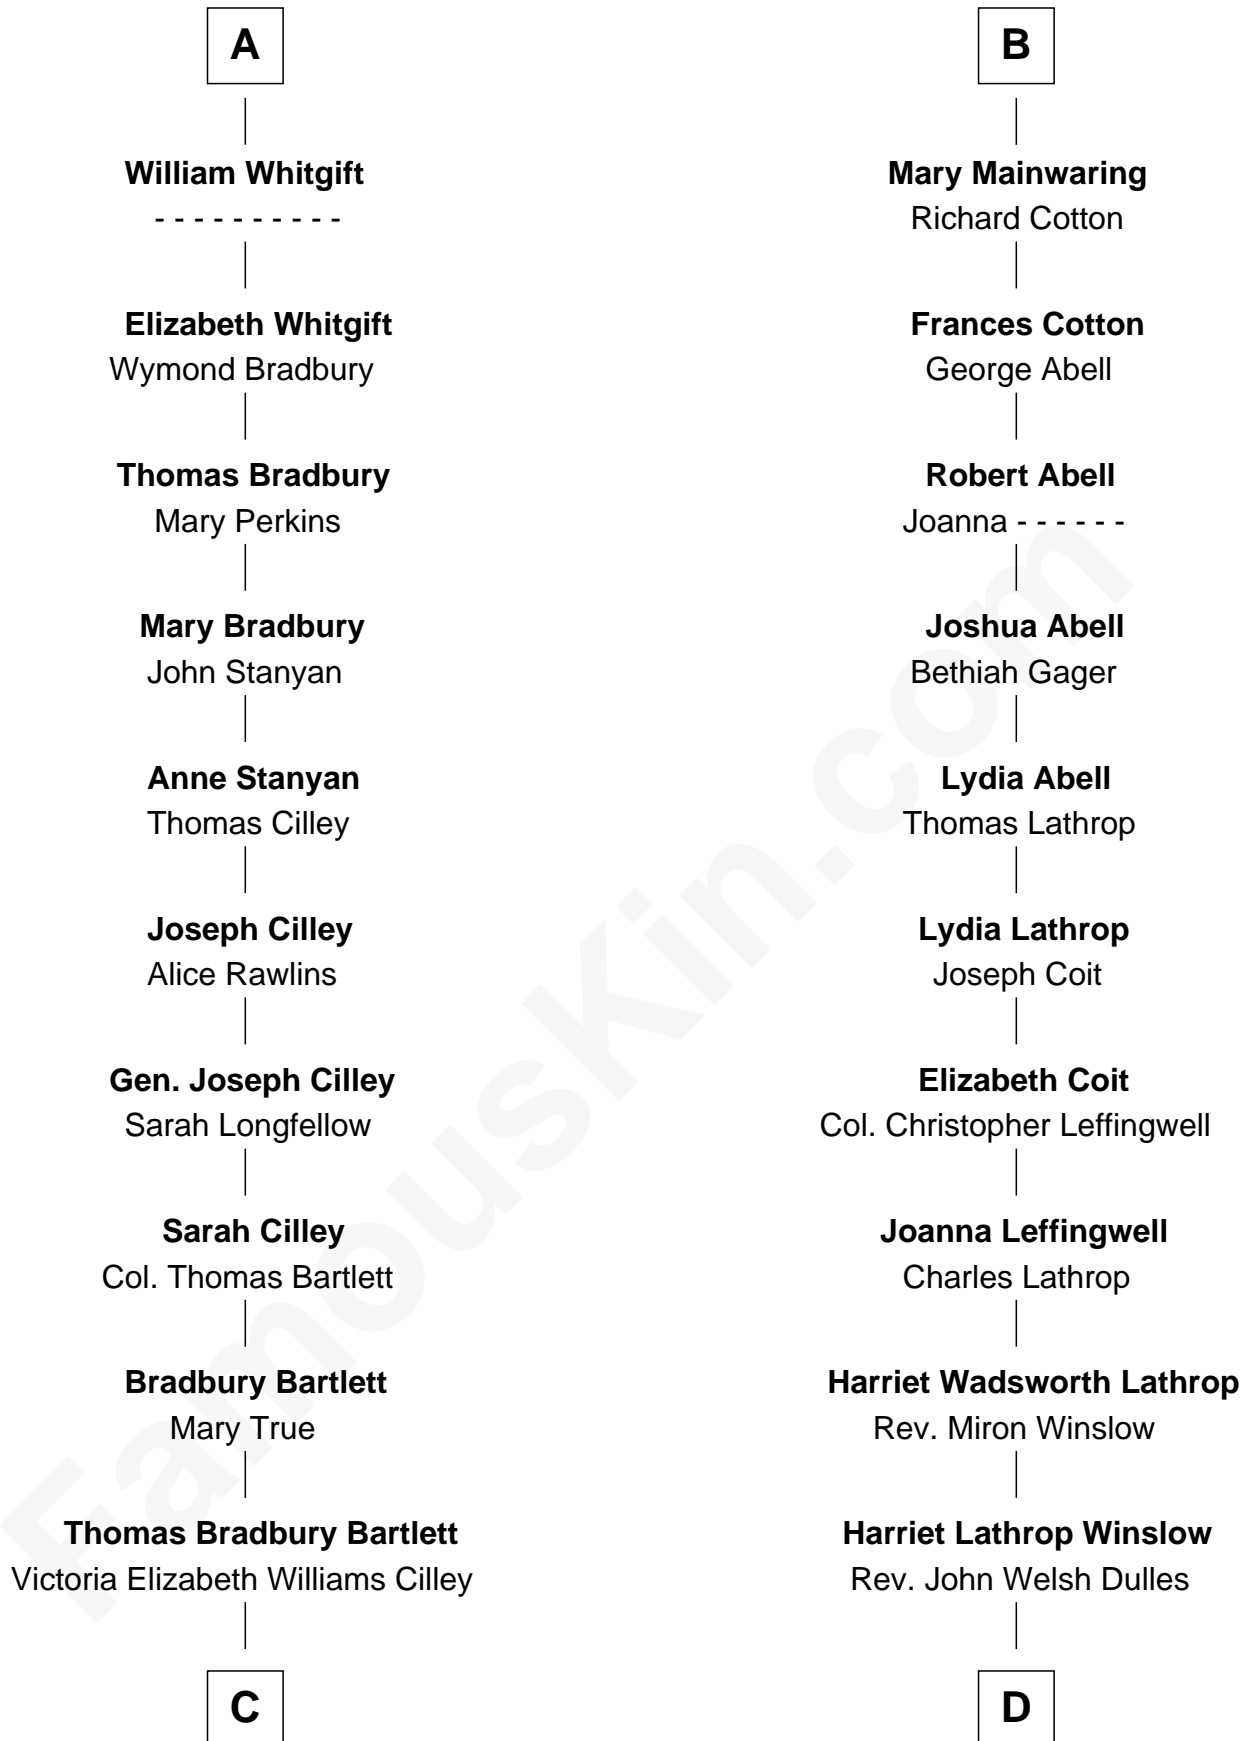 A
William Whitgift
- - - - - - - - - -
Elizabeth Whitgift
Wymond Bradbury
Thomas Bradbury
Mary Perkins
Mary Bradbury
John Stanyan
Anne Stanyan
Thomas Cilley
Joseph Cilley
Alice Rawlins
Gen. Joseph Cilley
Sarah Longfellow
Sarah Cilley
Col. Thomas Bartlett
Bradbury Bartlett
Mary True
Thomas Bradbury Bartlett
Victoria Elizabeth Williams Cilley
C
B
Mary Mainwaring
Richard Cotton
Frances Cotton
George Abell
Robert Abell
Joanna - - - - - -
Joshua Abell
Bethiah Gager
Lydia Abell
Thomas Lathrop
Lydia Lathrop
Joseph Coit
Elizabeth Coit
Col. Christopher Leffingwell
Joanna Leffingwell
Charles Lathrop
Harriet Wadsworth Lathrop
Rev. Miron Winslow
Harriet Lathrop Winslow
Rev. John Welsh Dulles
D
FamousKin.com